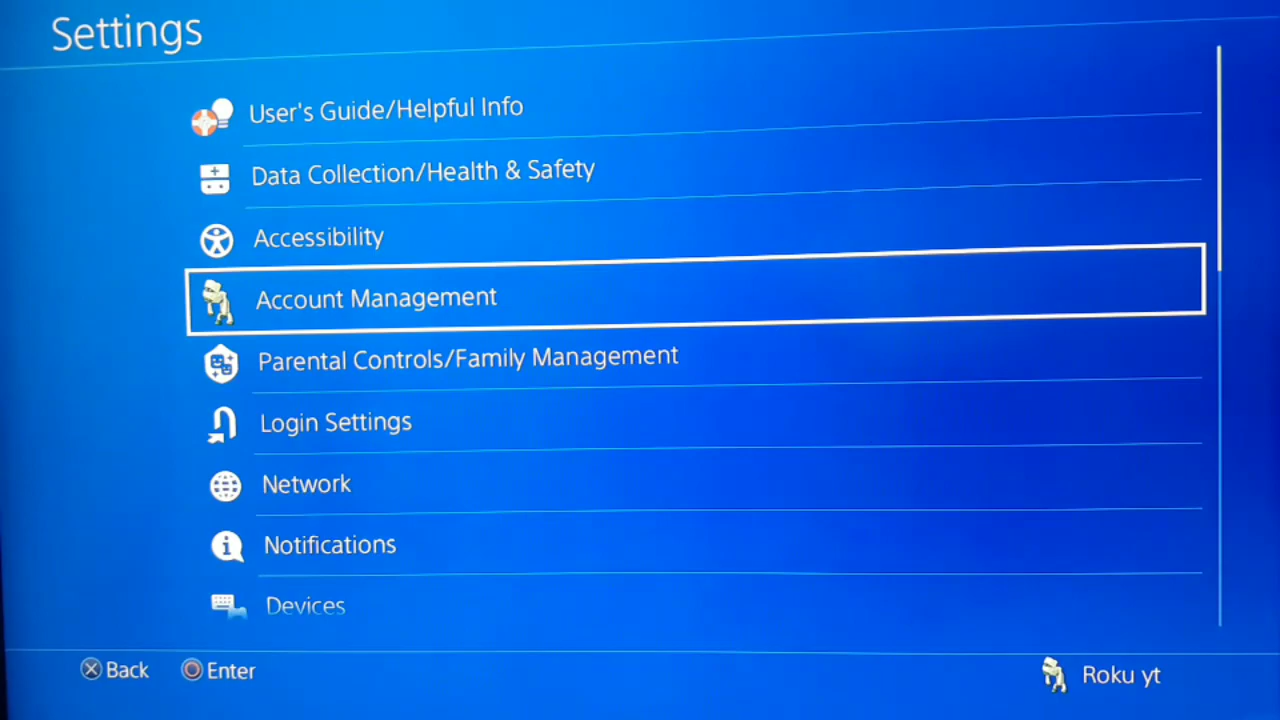 Settings
User's Guide/Helpful Info
Data Collection/Health & Safety
Accessibility
Account Management
Parental Controls/Family Management
Login Settings
Network
Notifications
Devices
Back Enter Roku yt